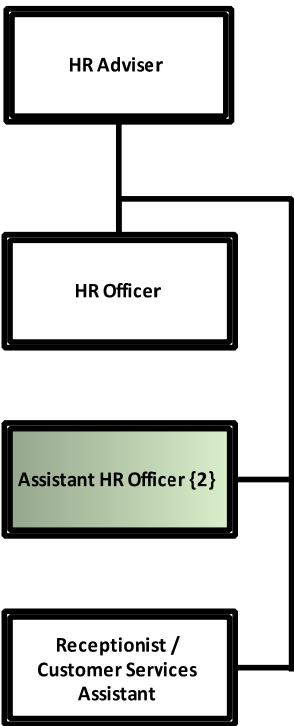 HR Adviser
HR Officer
Assistant HR Officer {2}
Receptionist /
Customer Services
Assistant